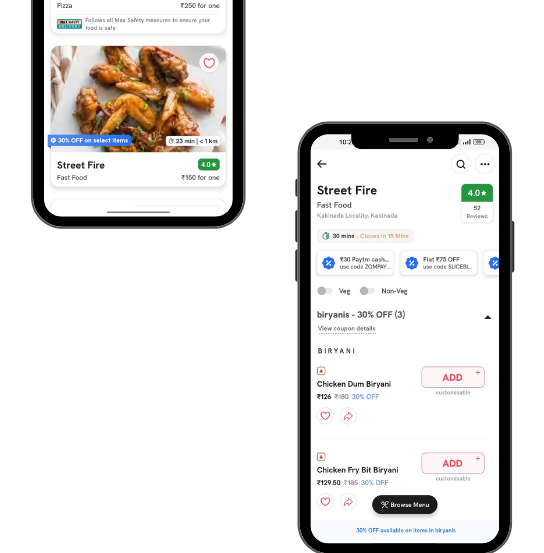 Pizza
₹250 for one
MAX SAFETY
DELIVERY
Follows all Max Safety measures to ensure your
food is safe
30% OFF on select items
23 min | < 1 km
Street Fire
4.0★
Fast Food
₹150 for one
10:2
Street Fire
4.0★
Fast Food
52
Kakinada Locality, Kakinada
Reviews
30 mins - Closes in 15 Mins
₹30 Paytm cash...
use code ZOMPAY...
Flat ₹75 OFF
use code SLICEBL...
Veg
Non-Veg
biryanis - 30% OFF (3)
View coupon details
BIRYANI
ADD +
Chicken Dum Biryani
customisable
₹126 ₹180 30% OFF
ADD +
Chicken Fry Bit Biryani
customisable
₹129.50 ₹185 30% OFF
Browse Menu
30% OFF available on items in biryanis